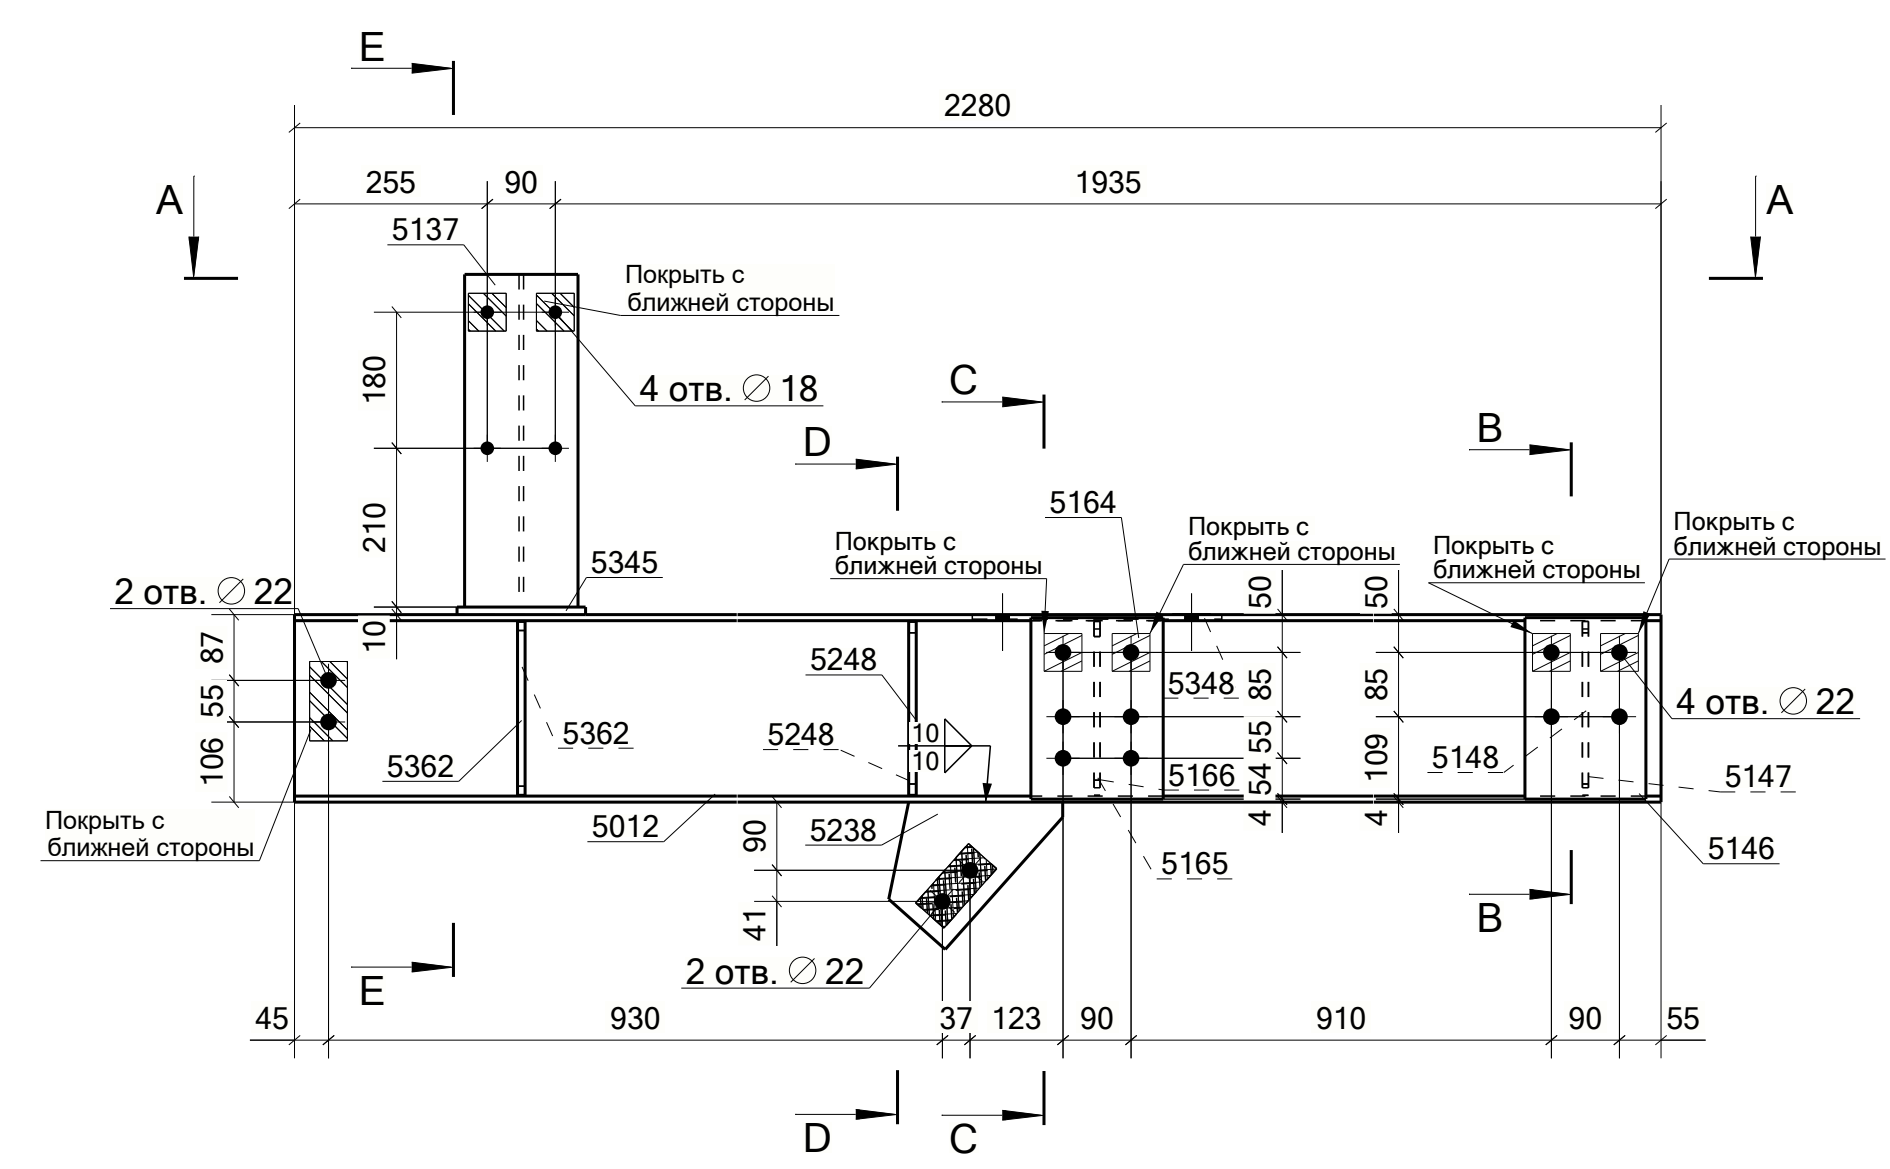 E
2280
255 90 1935
A A
5137
Покрыть с
ближней стороны
180
4 отв. ∅ 18
C
D
B
210
5164
Покрыть с
ближней стороны
Покрыть с
ближней стороны
Покрыть с
ближней стороны
Покрыть с
ближней стороны
5345
2 отв. ∅ 22
10
50
50
87
55
106
5248
5348
85
85
4 отв. ∅ 22
5362
5362
5248
10
10
55
54
4
109
4
5148
5166
5147
Покрыть с
ближней стороны
5012
5238
90
41
5165
5146
2 отв. ∅ 22
B
E
45 930 37 123 90 910 90 55
D
C